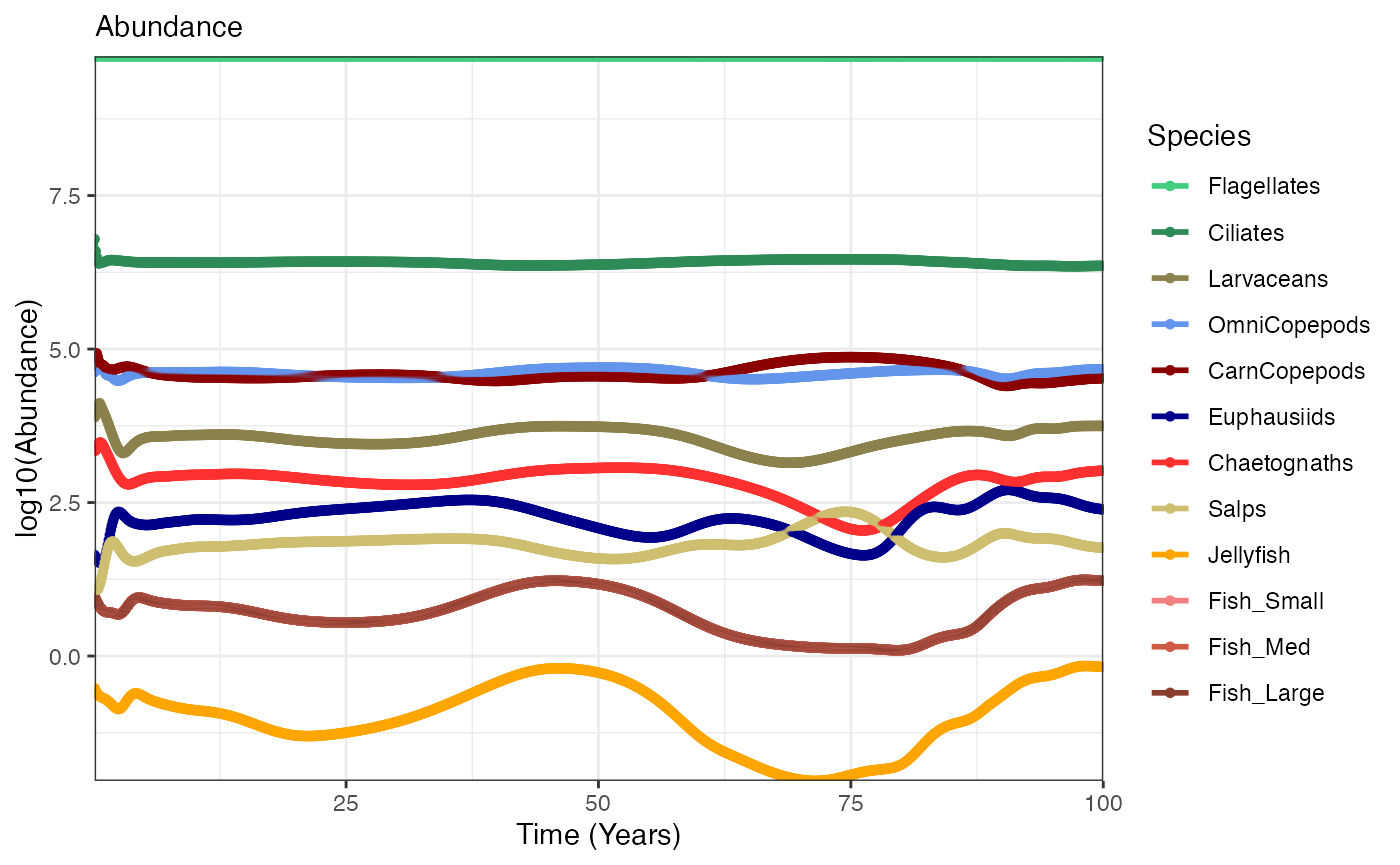 Abundance
log10(Abundance)
7.5
5.0
2.5
0.0
25
50
75
100
Time (Years)
Species
Flagellates
Ciliates
Larvaceans
OmniCopepods
CarnCopepods
Euphausiids
Chaetognaths
Salps
Jellyfish
Fish_Small
Fish_Med
Fish_Large